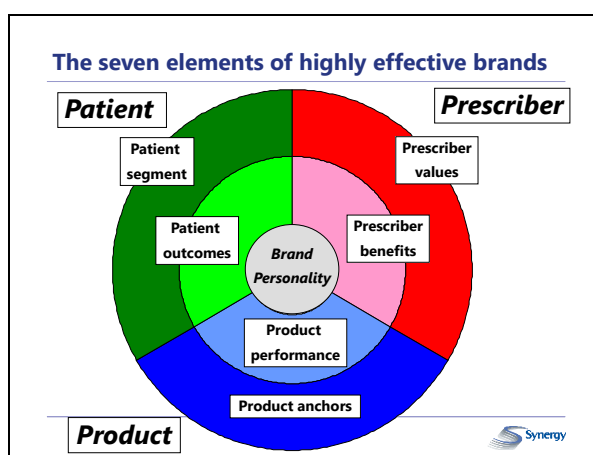 The seven elements of highly effective brands
Patient
Prescriber
Patient
segment
Prescriber
values
Patient
outcomes
Prescriber
benefits
Brand
Personality
Product
performance
Product anchors
Product
Synergy